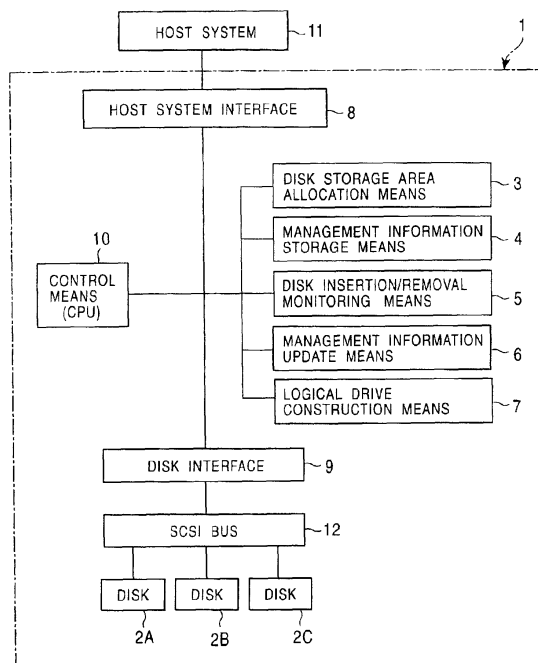 HOST SYSTEM
11
1
HOST SYSTEM INTERFACE
8
DISK STORAGE AREA
ALLOCATION MEANS
3
MANAGEMENT INFORMATION
STORAGE MEANS
4
10
CONTROL
MEANS
(CPU)
DISK INSERTION/REMOVAL
MONITORING MEANS
5
MANAGEMENT INFORMATION
UPDATE MEANS
6
LOGICAL DRIVE
CONSTRUCTION MEANS
7
DISK INTERFACE
9
SCSI BUS
12
DISK
DISK
DISK
2A
2B
2C